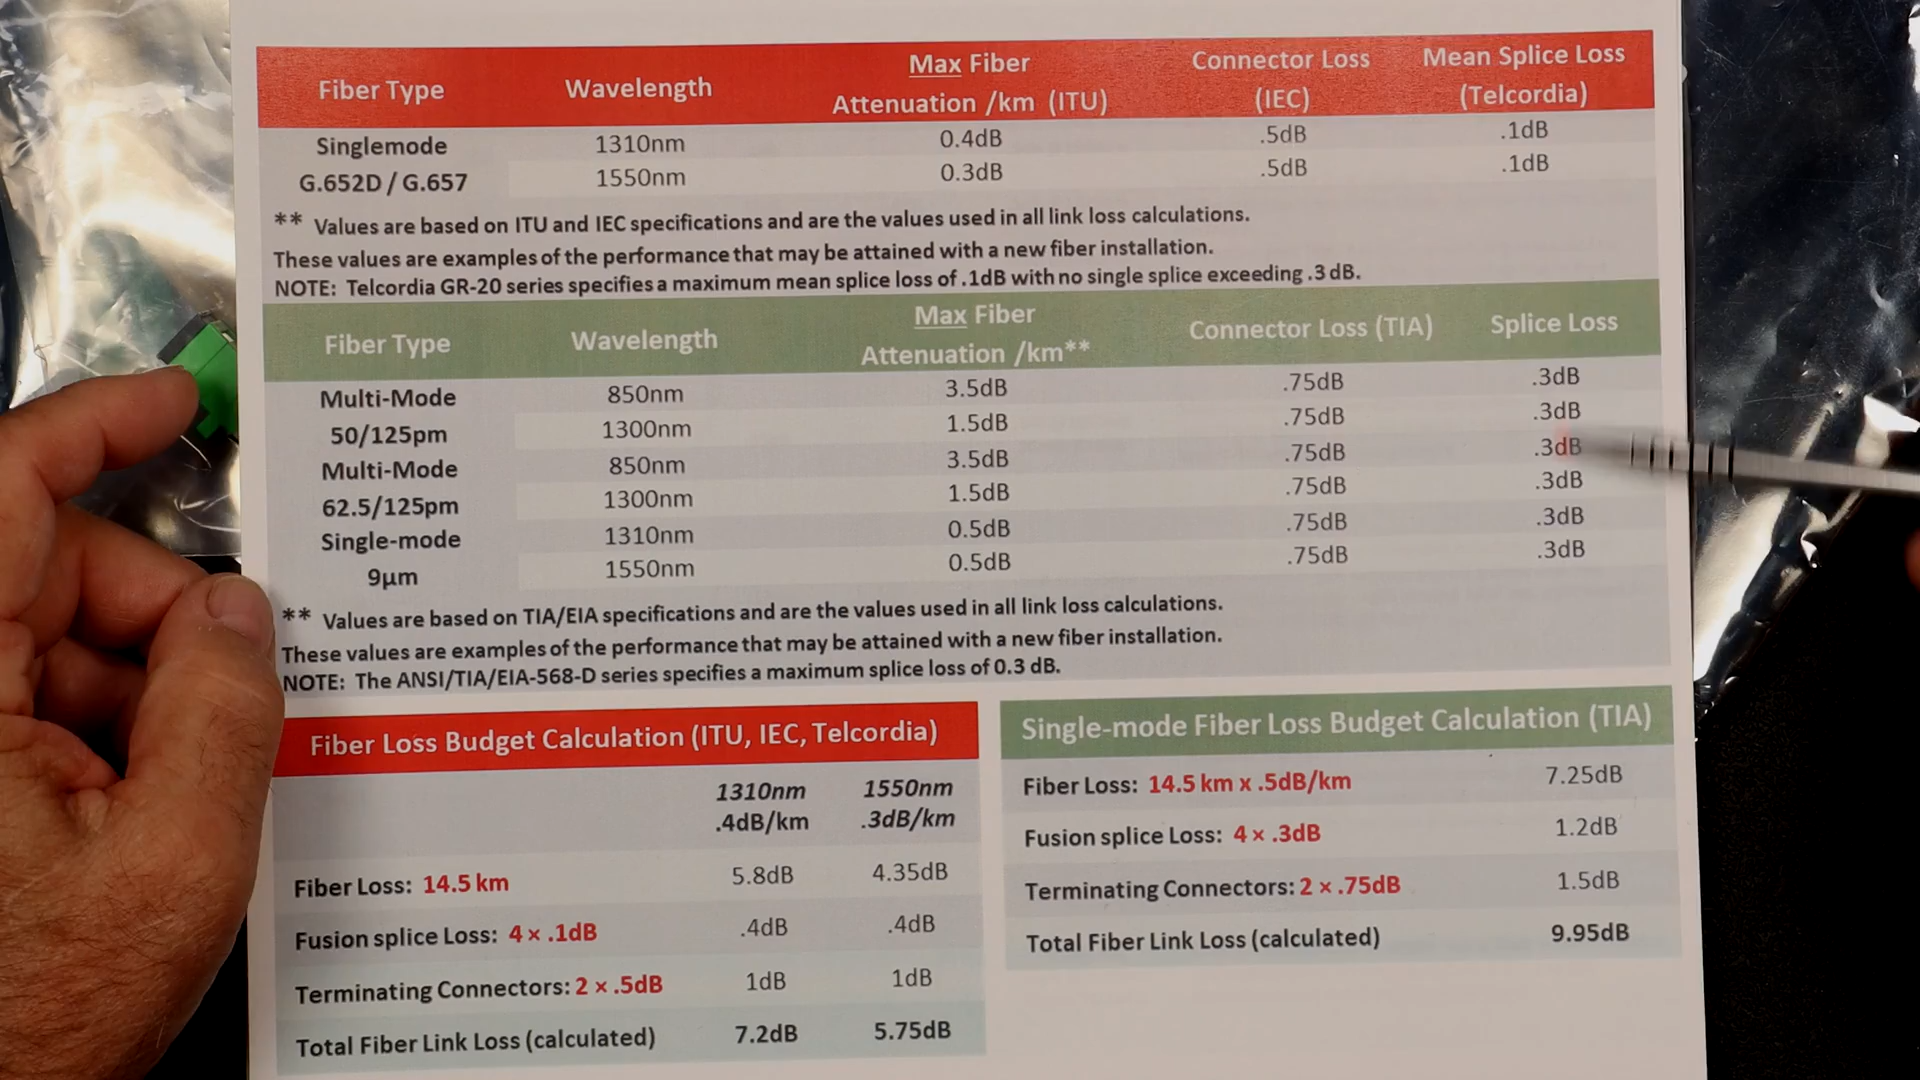 Fiber Type Wavelength Max Fiber Attenuation /km (ITU) Connector Loss (IEC) Mean Splice Loss (Telcordia)
Singlemode 1310nm 0.4dB .5dB .1dB
G.652D / G.657 1550nm 0.3dB .5dB .1dB
** Values are based on ITU and IEC specifications and are the values used in all link loss calculations.
These values are examples of the performance that may be attained with a new fiber installation.
NOTE: Telcordia GR-20 series specifies a maximum mean splice loss of .1dB with no single splice exceeding .3 dB.
Fiber Type Wavelength Max Fiber Attenuation /km** Connector Loss (TIA) Splice Loss
Multi-Mode 850nm 3.5dB .75dB .3dB
50/125pm 1300nm 1.5dB .75dB .3dB
Multi-Mode 850nm 3.5dB .75dB .3dB
62.5/125pm 1300nm 1.5dB .75dB .3dB
Single-mode 1310nm 0.5dB .75dB .3dB
9µm 1550nm 0.5dB .75dB .3dB
** Values are based on TIA/EIA specifications and are the values used in all link loss calculations.
These values are examples of the performance that may be attained with a new fiber installation.
NOTE: The ANSI/TIA/EIA-568-D series specifies a maximum splice loss of 0.3 dB.
Fiber Loss Budget Calculation (ITU, IEC, Telcordia)
1310nm 1550nm
.4dB/km .3dB/km
Fiber Loss: 14.5 km 5.8dB 4.35dB
Fusion splice Loss: 4 × .1dB .4dB .4dB
Terminating Connectors: 2 × .5dB 1dB 1dB
Total Fiber Link Loss (calculated) 7.2dB 5.75dB
Single-mode Fiber Loss Budget Calculation (TIA)
Fiber Loss: 14.5 km x .5dB/km 7.25dB
Fusion splice Loss: 4 × .3dB 1.2dB
Terminating Connectors: 2 × .75dB 1.5dB
Total Fiber Link Loss (calculated) 9.95dB